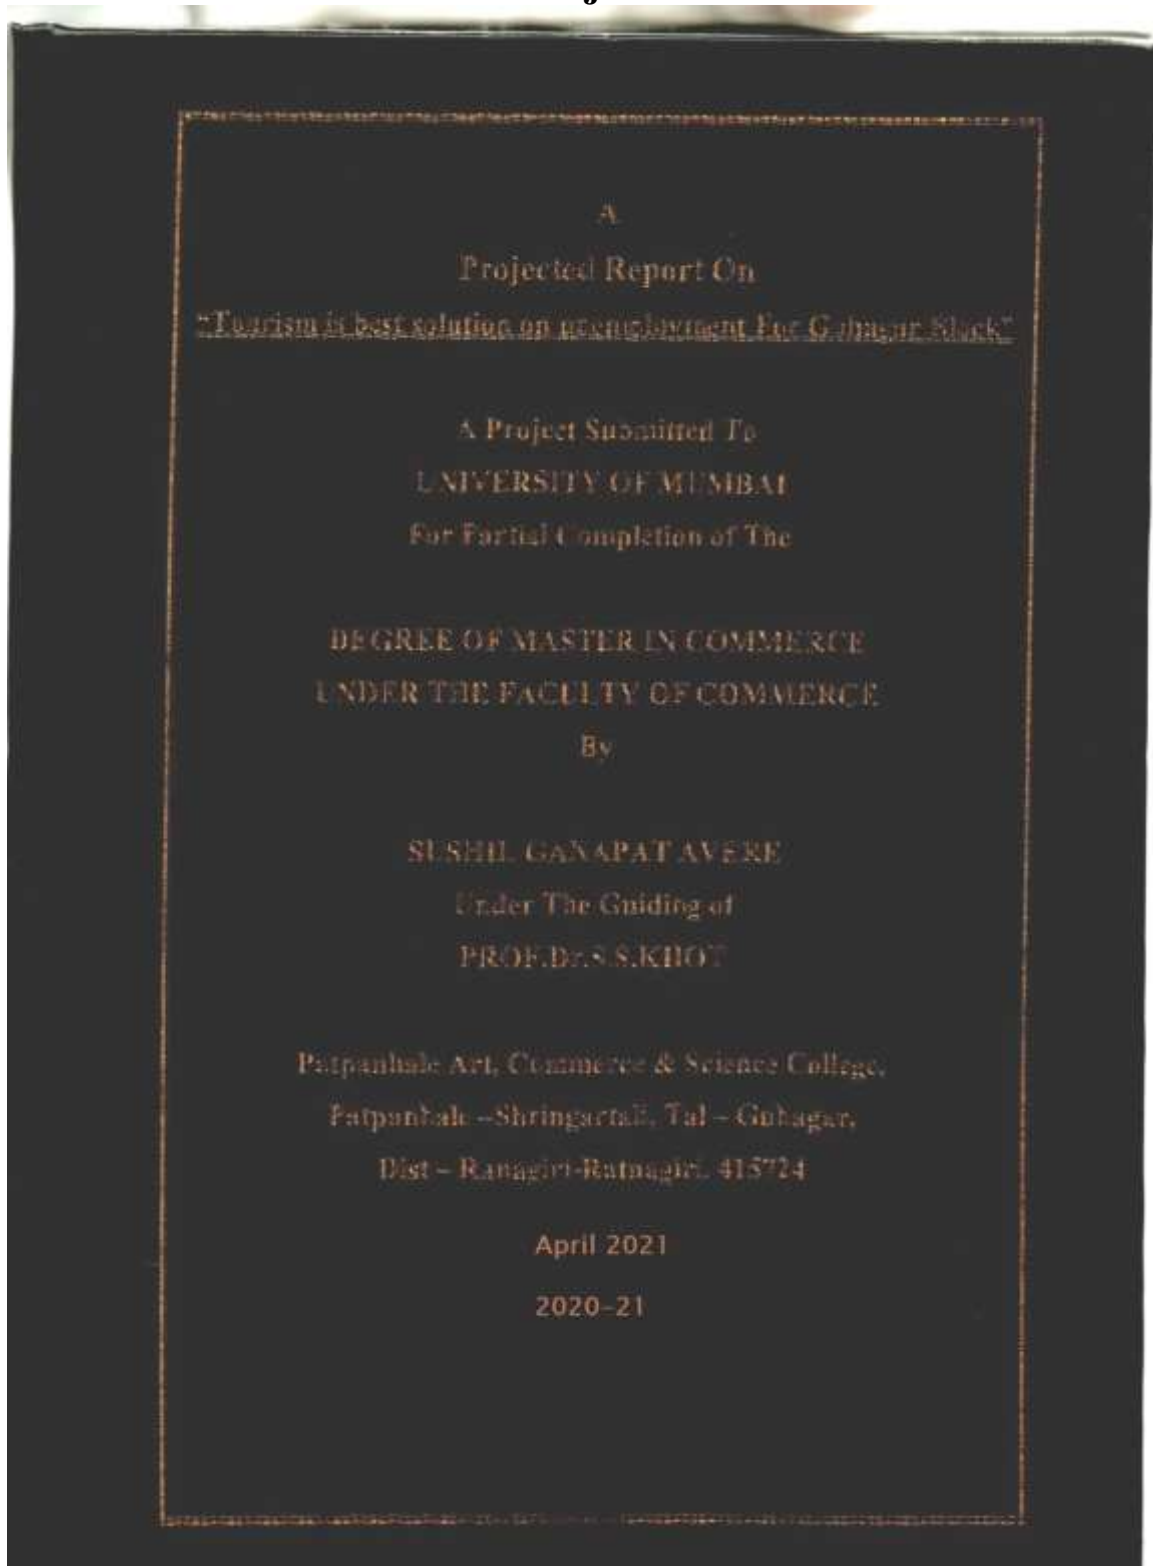 A
Projected Report On
"Tourism is best solution on unemployment For Guhagar Block"
A Project Submitted To
UNIVERSITY OF MUMBAI
For Partial Completion of The
DEGREE OF MASTER IN COMMERCE
UNDER THE FACULTY OF COMMERCE
By
SUSHIL GANAPAT AVERE
Under The Guiding of
PROF.Dr.S.S.KHOT
Patpanhale Art, Commerce & Science College,
Patpanhale –Shringartali, Tal – Guhagar,
Dist – Ranagiri-Ratnagiri. 415724
April 2021
2020-21